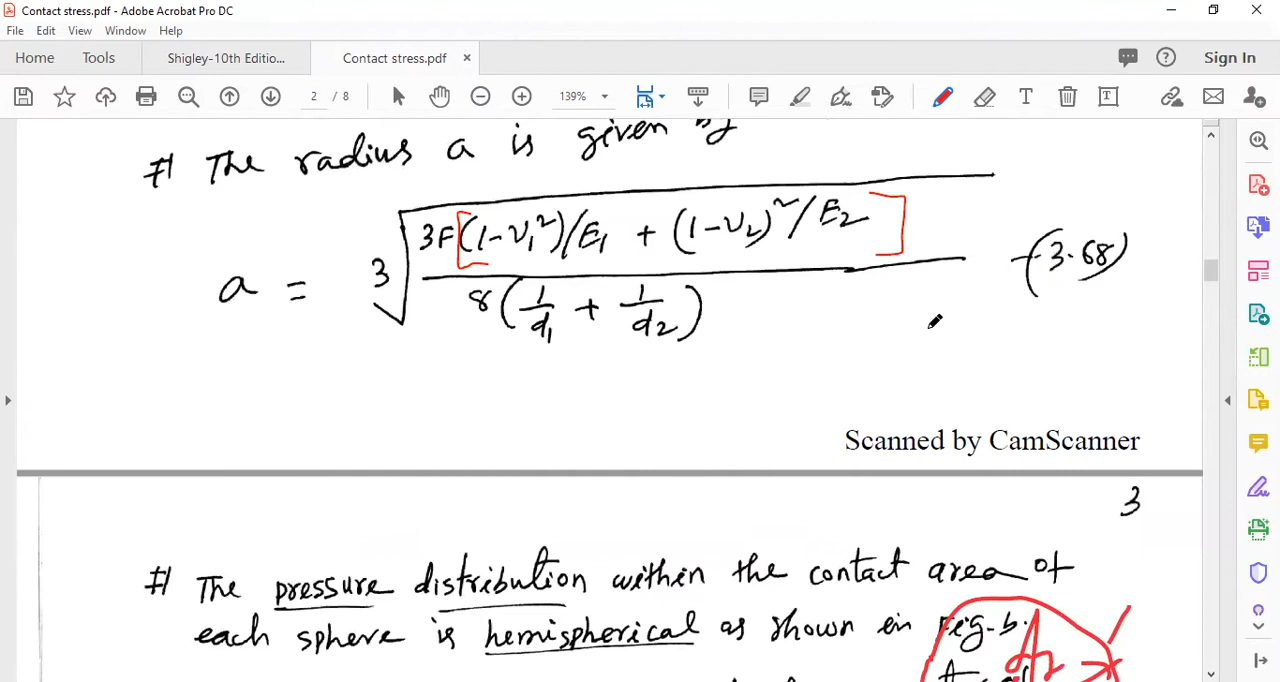 Contact stress.pdf - Adobe Acrobat Pro DC
File Edit View Window Help
Home Tools Shigley-10th Editio... Contact stress.pdf × Sign In
2 / 8 139%
# The radius a is given by
a = ∛ 3F[(1-ν₁²)/E₁ + (1-ν₂)²/E₂]
8(1/d₁ + 1/d₂)
(3.68)
Scanned by CamScanner
3
# The pressure distribution within the contact area of
each sphere is hemispherical as shown in Fig-b.